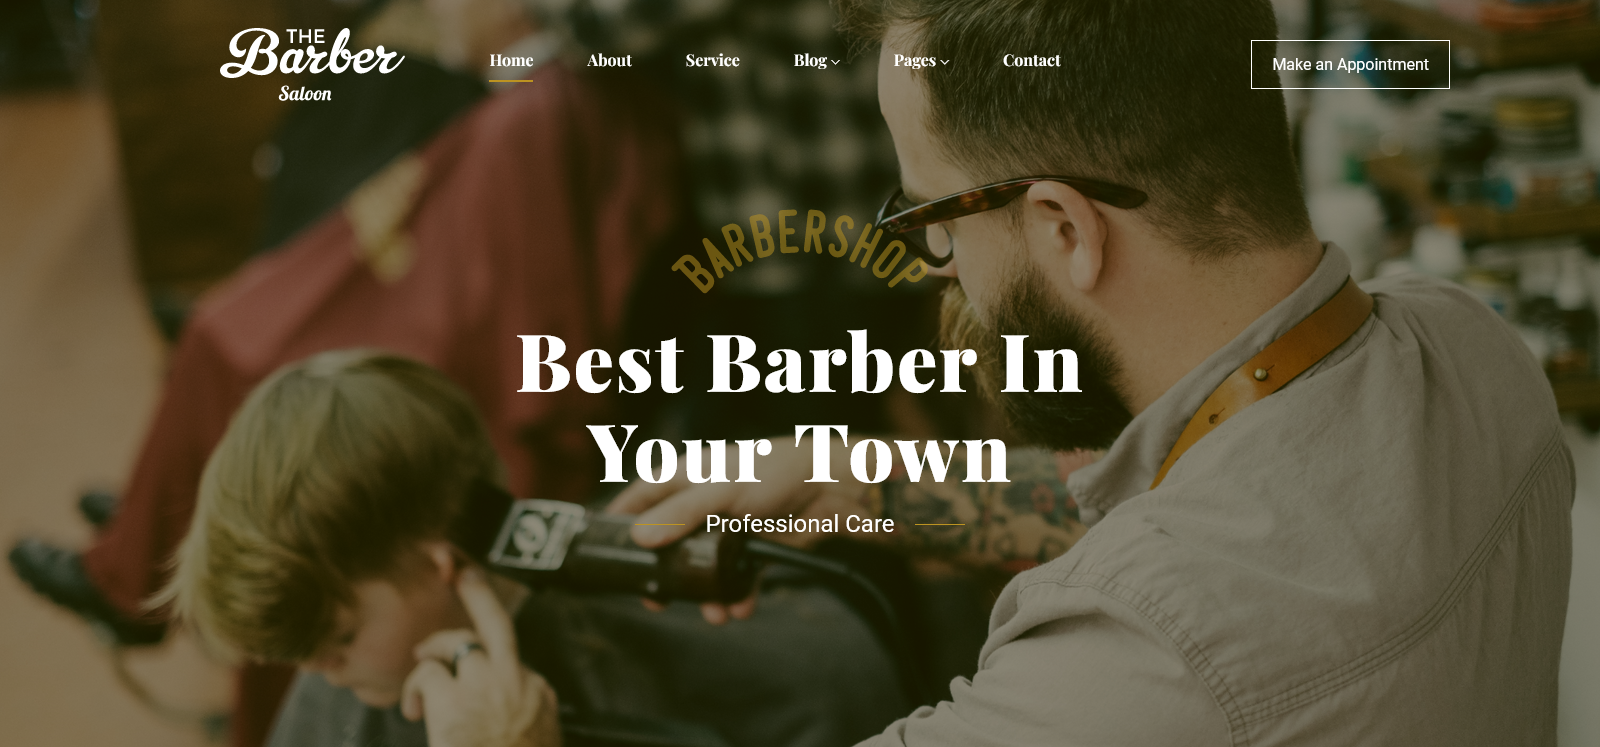 THE
Barber
Saloon
Home About Service Blog Pages Contact
Make an Appointment
BARBERSHOP
Best Barber In
Your Town
Professional Care